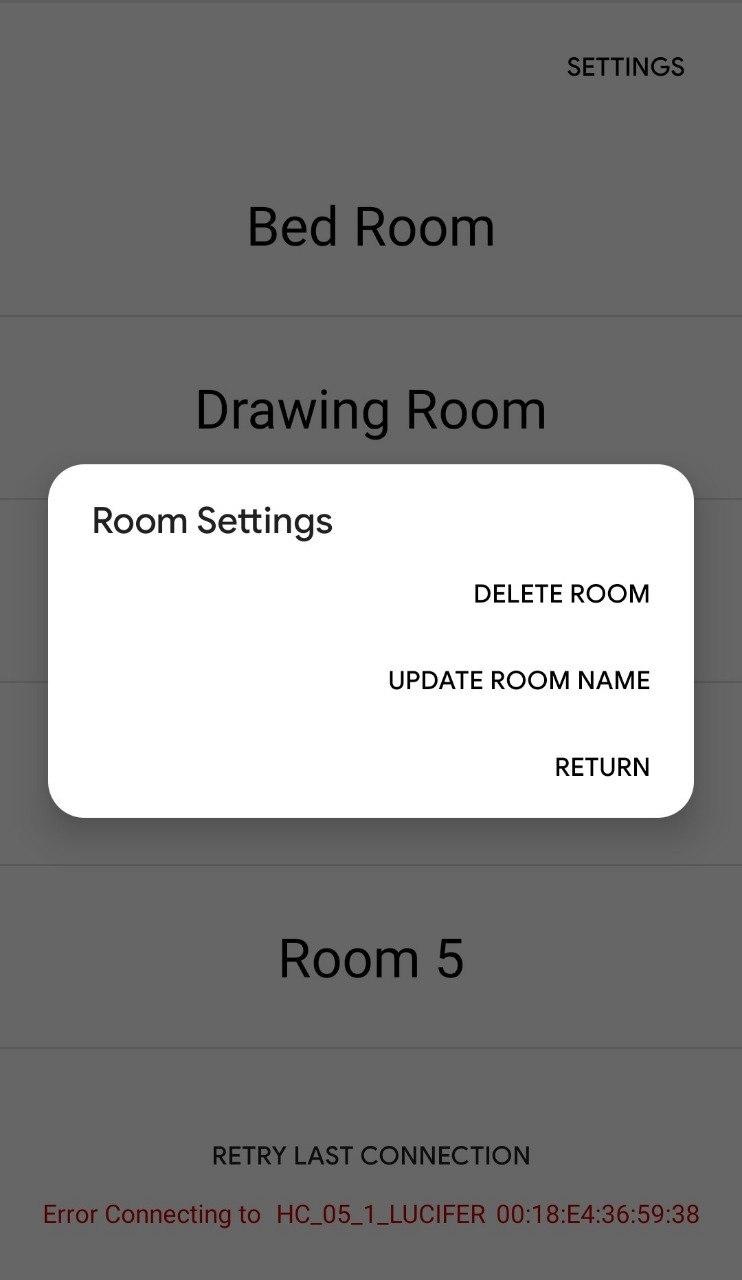 SETTINGS
Bed Room
Drawing Room
Room Settings
DELETE ROOM
UPDATE ROOM NAME
RETURN
Room 5
RETRY LAST CONNECTION
Error Connecting to HC_05_1_LUCIFER 00:18:E4:36:59:38